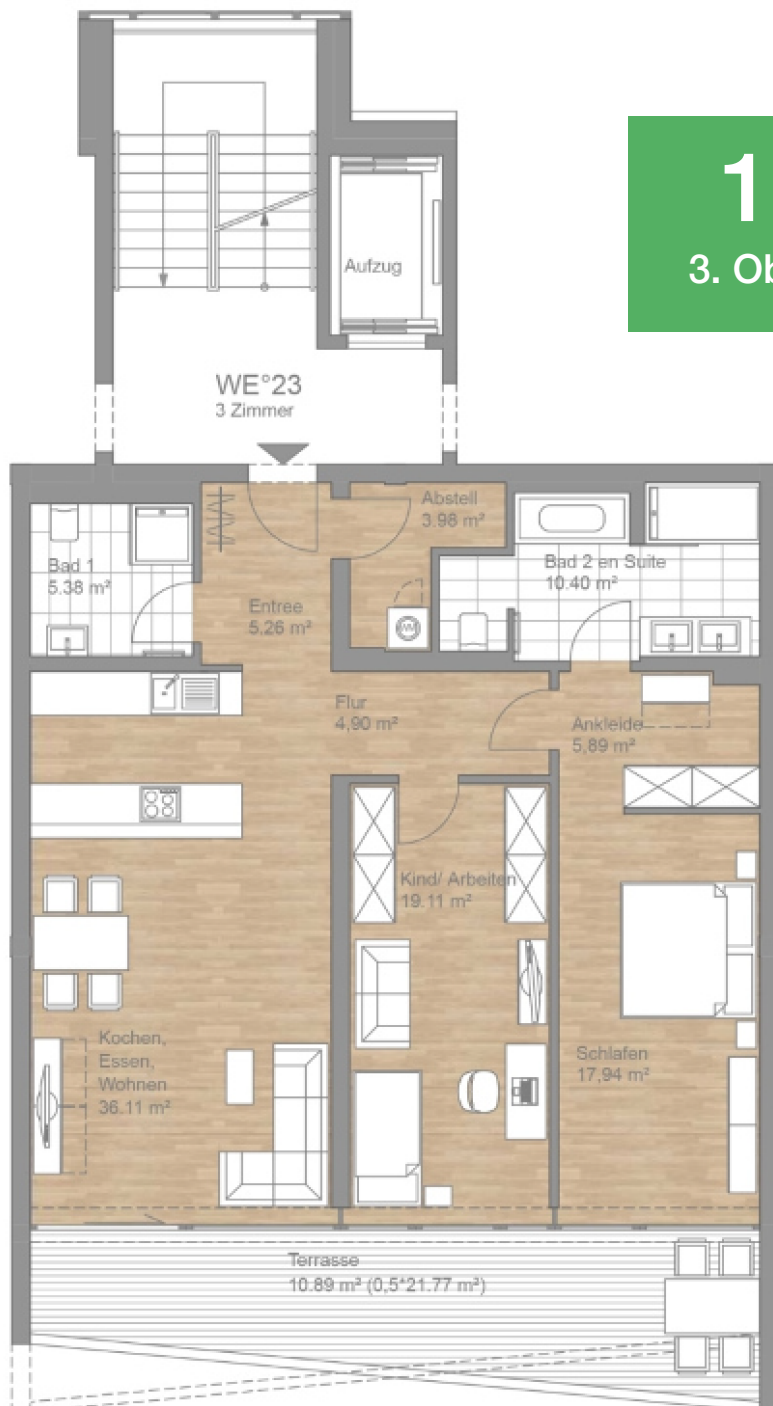 1
3. Ob
Aufzug
WE°23
3 Zimmer
Abstell
3.98 m²
Bad 1
5.38 m²
Bad 2 en Suite
10.40 m²
Entree
5.26 m²
WM
Flur
4,90 m²
Ankleide
5,89 m²
Kind/ Arbeiten
19.11 m²
Kochen,
Essen,
Wohnen
36.11 m²
Schlafen
17,94 m²
Terrasse
10.89 m² (0,5*21.77 m²)